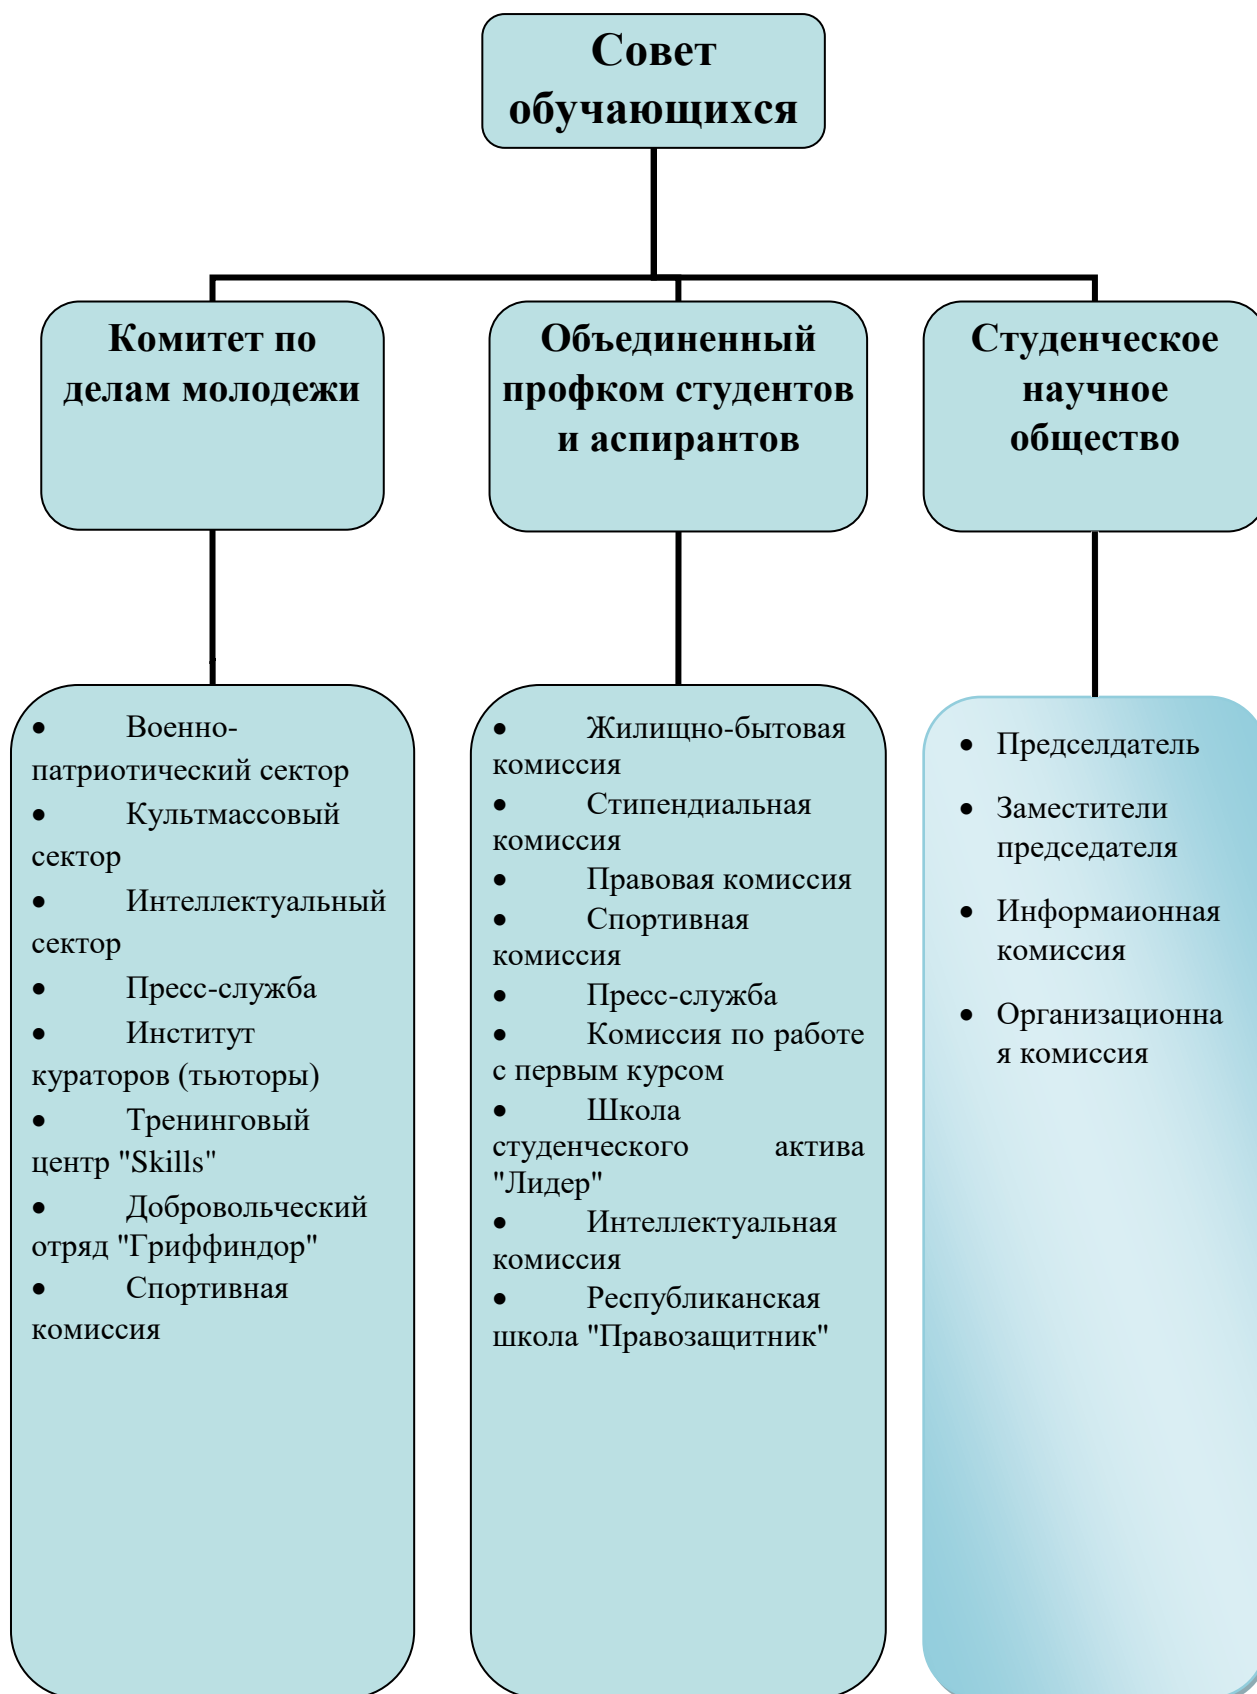 Совет
обучающихся
Комитет по
делам молодежи
Объединенный
профком студентов
и аспирантов
Студенческое
научное
общество
• Военно-
патриотический сектор
• Культмассовый
сектор
• Интеллектуальный
сектор
• Пресс-служба
• Институт
кураторов (тьюторы)
• Тренинговый
центр "Skills"
• Добровольческий
отряд "Гриффиндор"
• Спортивная
комиссия
• Жилищно-бытовая
комиссия
• Стипендиальная
комиссия
• Правовая комиссия
• Спортивная
комиссия
• Пресс-служба
• Комиссия по работе
с первым курсом
• Школа
студенческого актива
"Лидер"
• Интеллектуальная
комиссия
• Республиканская
школа "Правозащитник"
• Председлатель
• Заместители
председателя
• Информаионная
комиссия
• Организационна
я комиссия